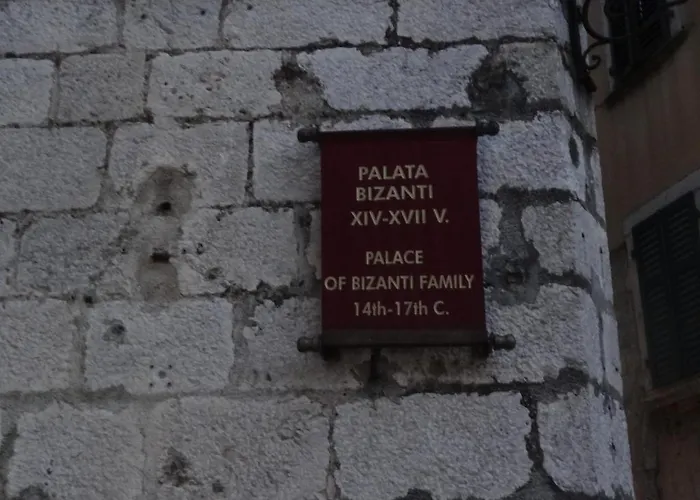 PALATA
BIZANTI
XIV-XVII V.
PALACE
OF BIZANTI FAMILY
14th-17th C.